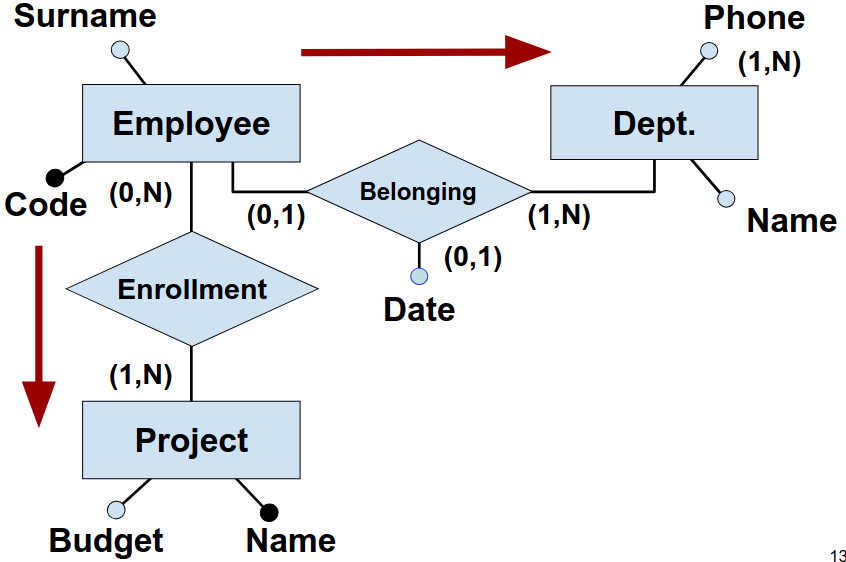 Surname
Phone
(1,N)
Employee
Dept.
Code
(0,N)
Belonging
(0,1)
(1,N)
Name
(0,1)
Enrollment
Date
(1,N)
Project
Budget
Name
13